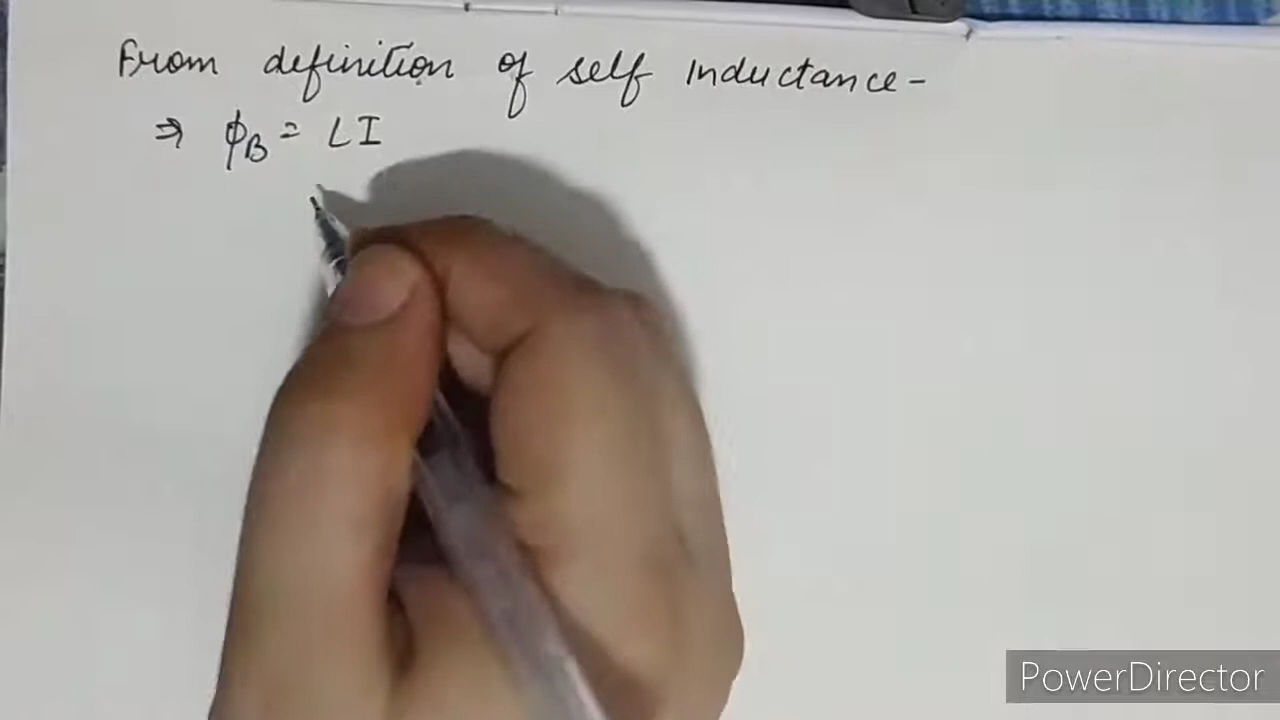 From definition of self inductance -
⇒ ϕB = LI
PowerDirector